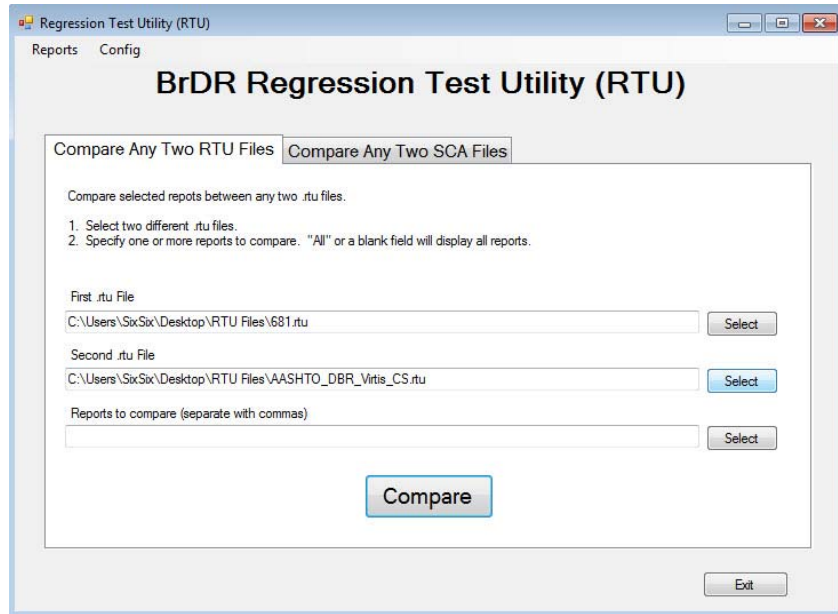 Regression Test Utility (RTU)
Reports Config
BrDR Regression Test Utility (RTU)
Compare Any Two RTU Files Compare Any Two SCA Files
Compare selected repots between any two .rtu files.
1. Select two different .rtu files.
2. Specify one or more reports to compare. "All" or a blank field will display all reports.
First .rtu File
C:\Users\SixSix\Desktop\RTU Files\681.rtu Select
Second .rtu File
C:\Users\SixSix\Desktop\RTU Files\AASHTO_DBR_Virtis_CS.rtu Select
Reports to compare (separate with commas)
Select
Compare
Exit